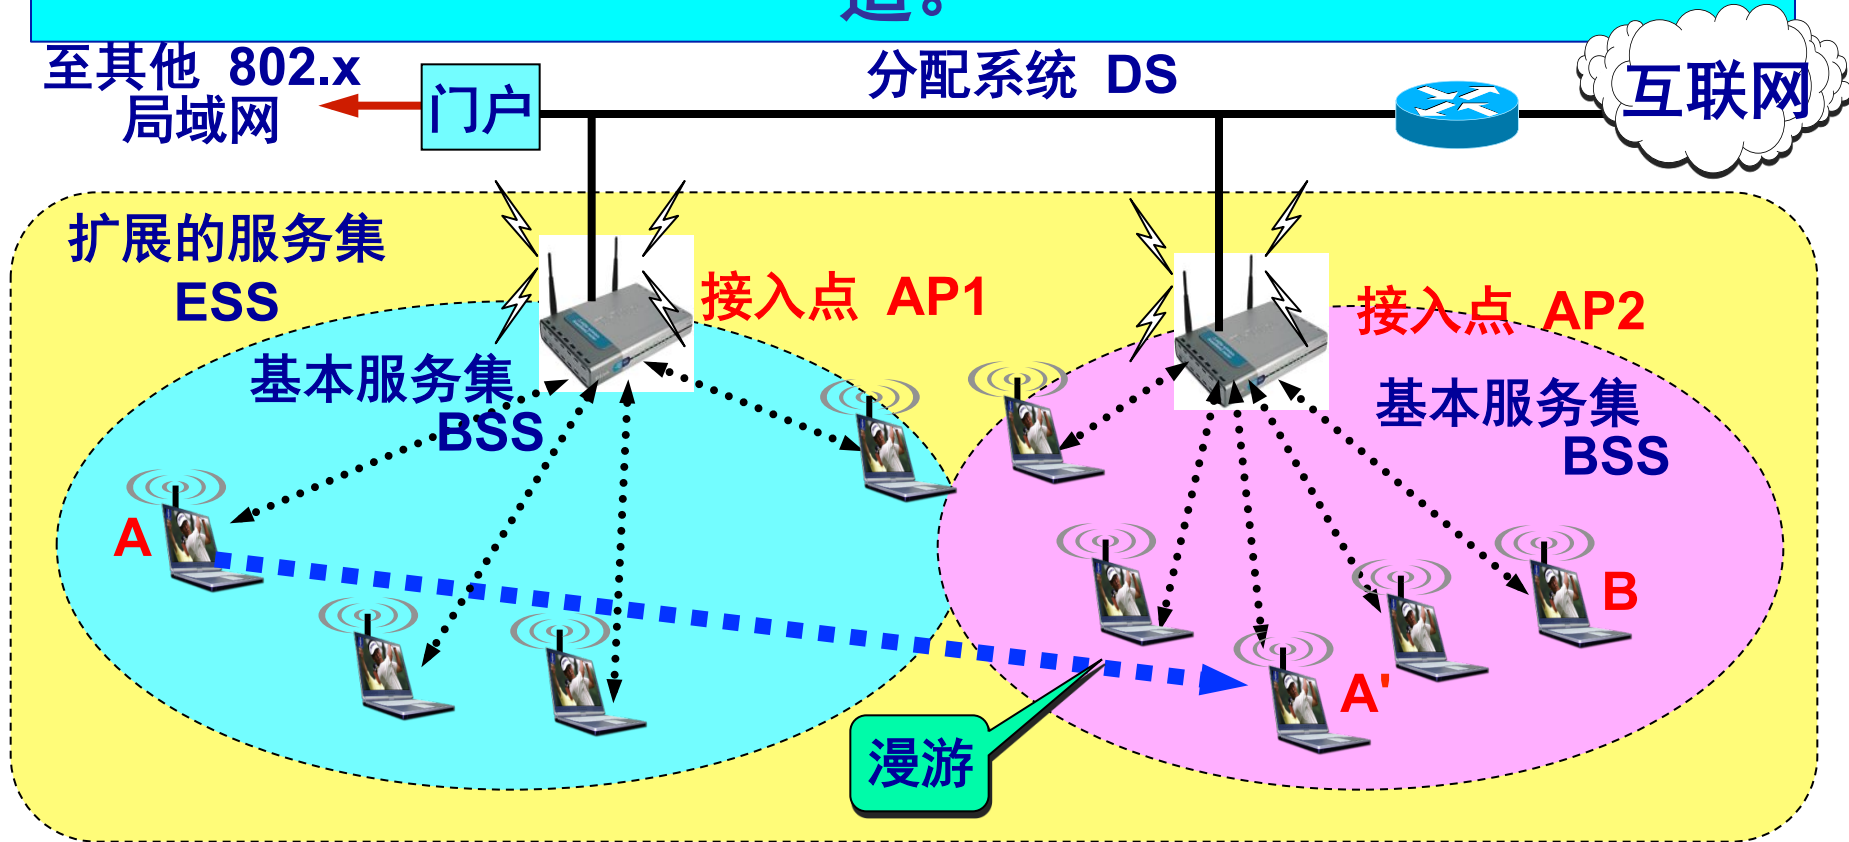 道。
至其他 802.x
局域网
门户
分配系统 DS
互联网
扩展的服务集
ESS
接入点 AP1
接入点 AP2
基本服务集
BSS
基本服务集
BSS
A
B
A'
漫游